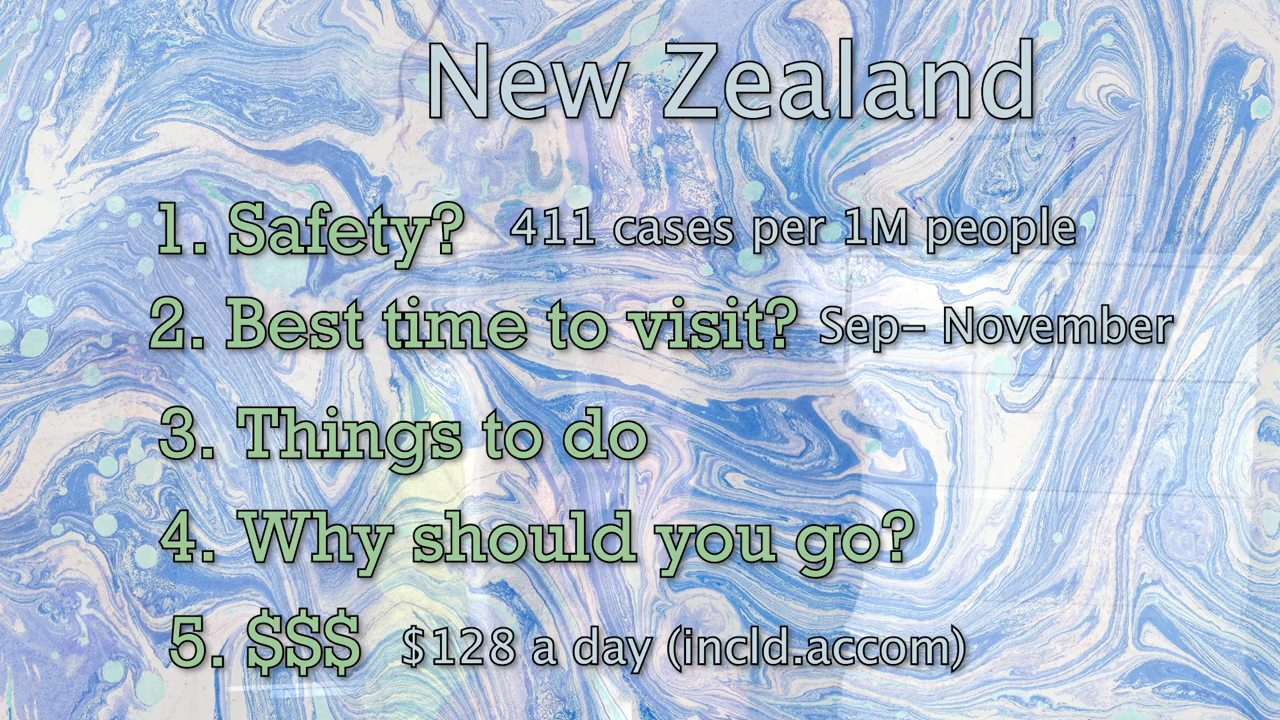 New Zealand
1. Safety? 411 cases per 1M people
2. Best time to visit? Sep- November
3. Things to do
4. Why should you go?
5. $$$ $128 a day (incld.accom)